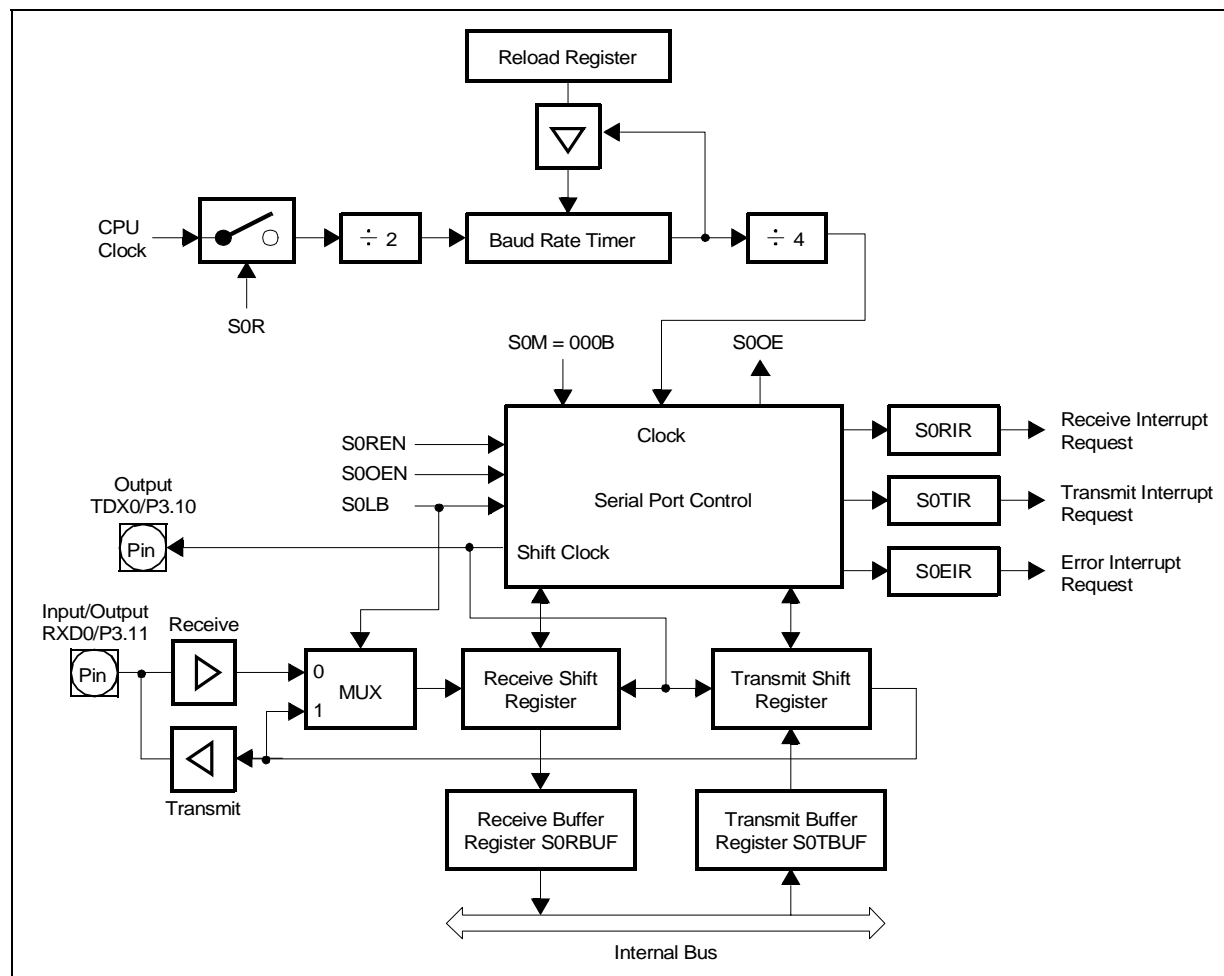 Reload Register
CPU
Clock
÷ 2
Baud Rate Timer
÷ 4
S0R
S0M = 000B
S0OE
Clock
S0REN
S0OEN
S0LB
Serial Port Control
Shift Clock
S0RIR
Receive Interrupt
Request
S0TIR
Transmit Interrupt
Request
S0EIR
Error Interrupt
Request
Output
TDX0/P3.10
Pin
Input/Output
RXD0/P3.11
Pin
Receive
0
MUX
1
Receive Shift
Register
Transmit Shift
Register
Transmit
Receive Buffer
Register S0RBUF
Transmit Buffer
Register S0TBUF
Internal Bus